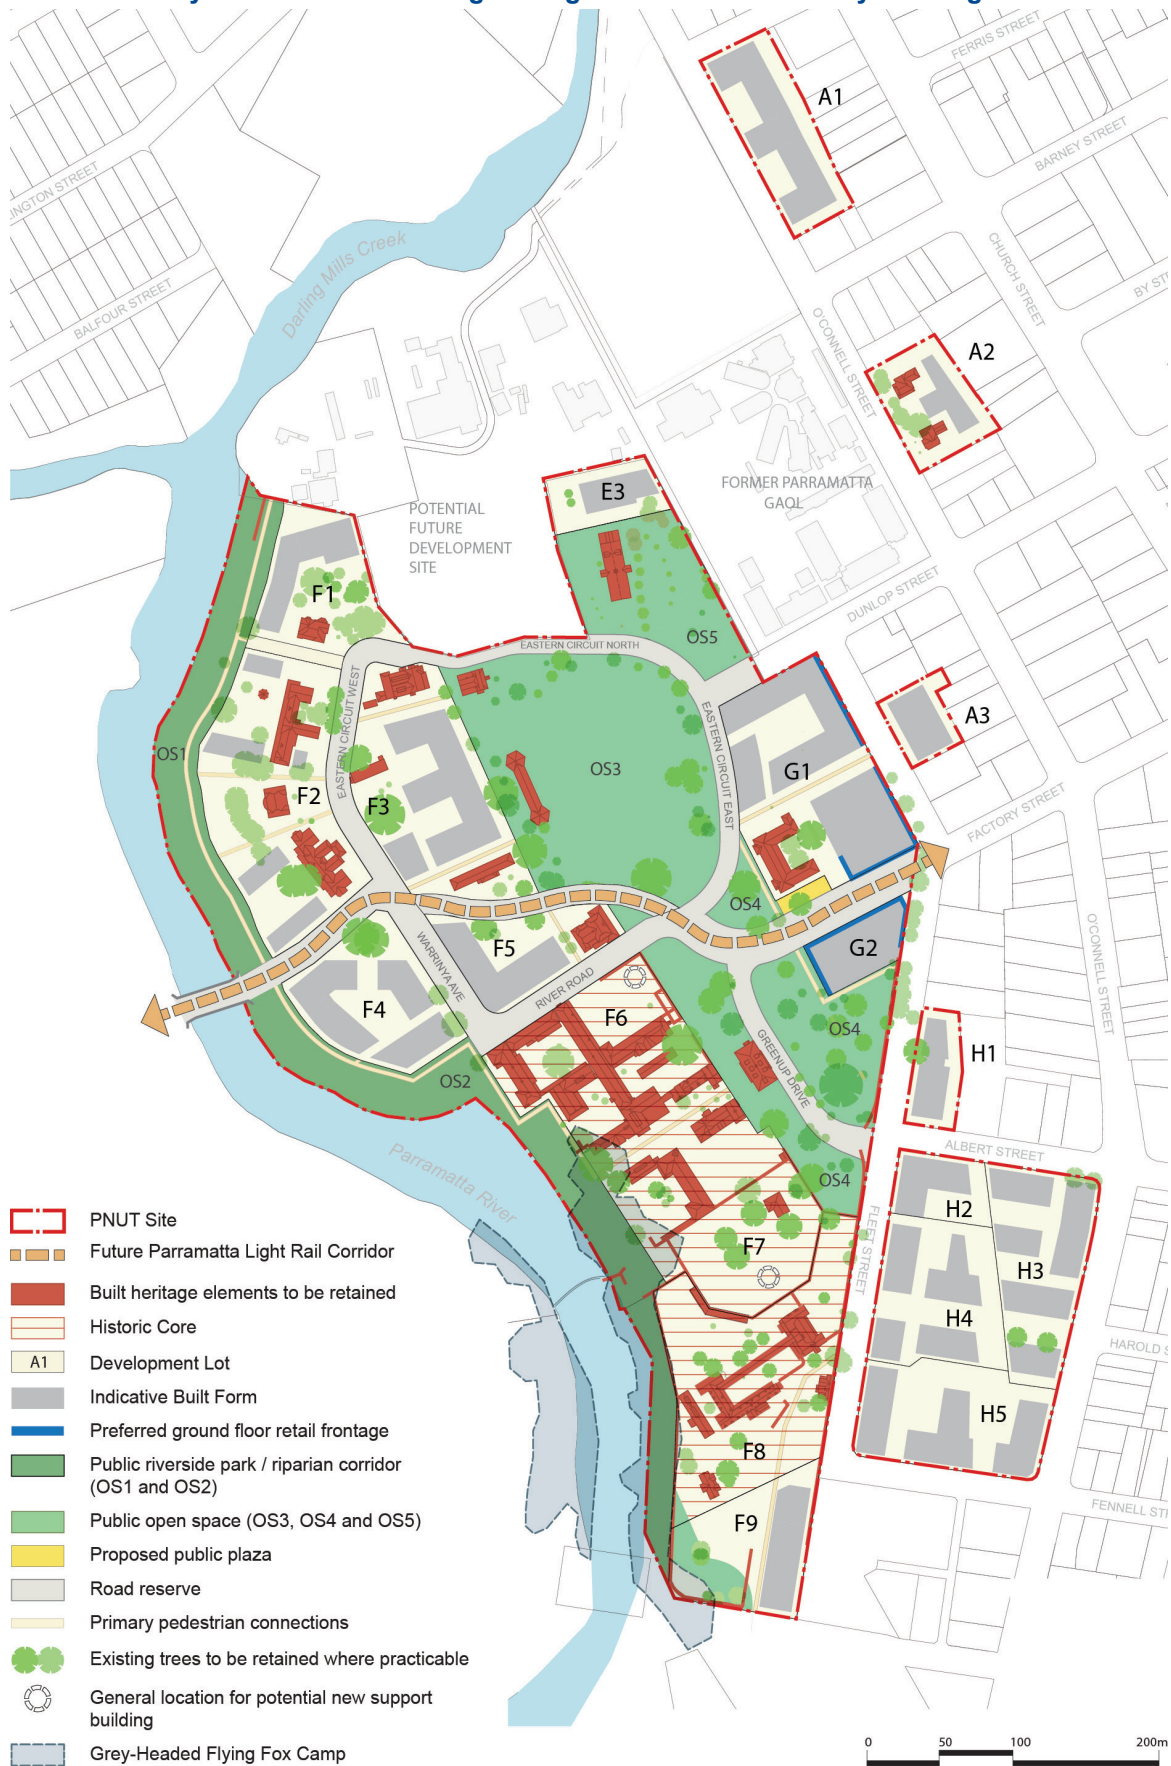 FERRIS STREET
A1
BARNEY STREET
INGTON STREET
CHURCH STREET
Darling Mills Creek
BALFOUR STREET
BY ST
O'CONNELL STREET
A2
E3
FORMER PARRAMATTA
GAOL
POTENTIAL
FUTURE
DEVELOPMENT
SITE
DUNLOP STREET
F1
OS5
EASTERN CIRCUIT NORTH
EASTERN CIRCUIT WEST
EASTERN CIRCUIT EAST
A3
OS1
OS3
G1
F2
F3
FACTORY STREET
OS4
G2
F5
WARRINYA AVE
RIVER ROAD
F4
F6
OS4
O'CONNELL STREET
GREENUP DRIVE
H1
OS2
ALBERT STREET
Parramatta River
OS4
FLEET STREET
H2
F7
H3
H4
HAROLD S
H5
F8
F9
FENNELL STR
PNUT Site
Future Parramatta Light Rail Corridor
Built heritage elements to be retained
Historic Core
A1 Development Lot
Indicative Built Form
Preferred ground floor retail frontage
Public riverside park / riparian corridor
(OS1 and OS2)
Public open space (OS3, OS4 and OS5)
Proposed public plaza
Road reserve
Primary pedestrian connections
Existing trees to be retained where practicable
General location for potential new support
building
Grey-Headed Flying Fox Camp
0 50 100 200m